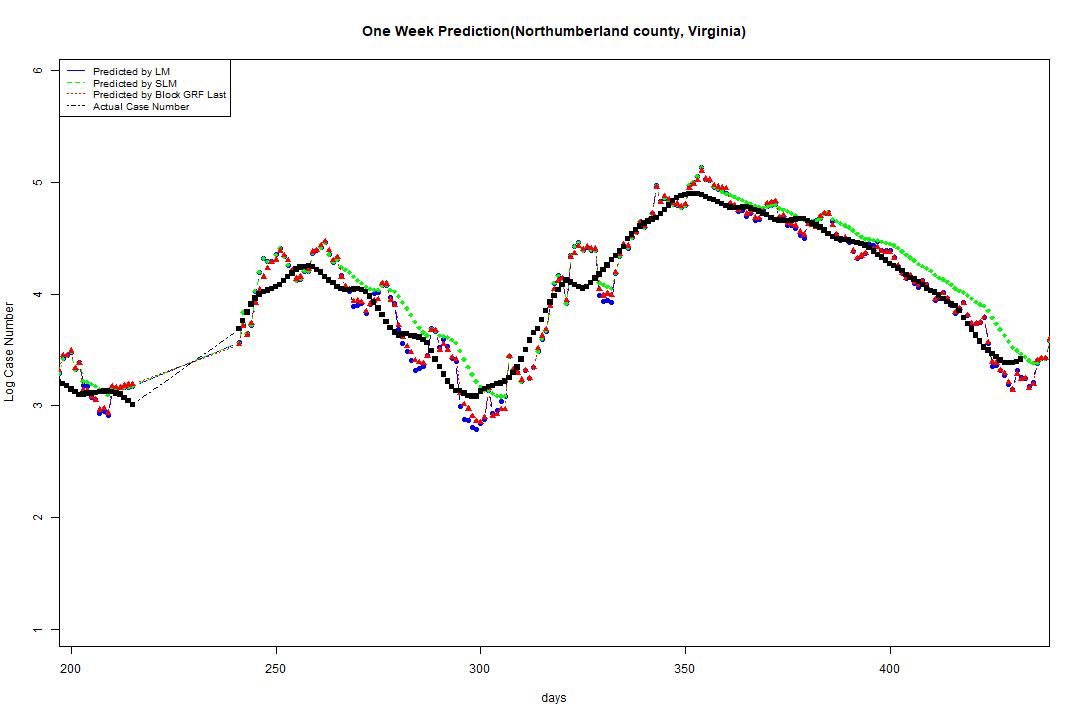 One Week Prediction(Northumberland county, Virginia)
Predicted by LM
Predicted by SLM
Predicted by Block GRF Last
Actual Case Number
Log Case Number
6
5
4
3
2
1
200
250
300
350
400
days